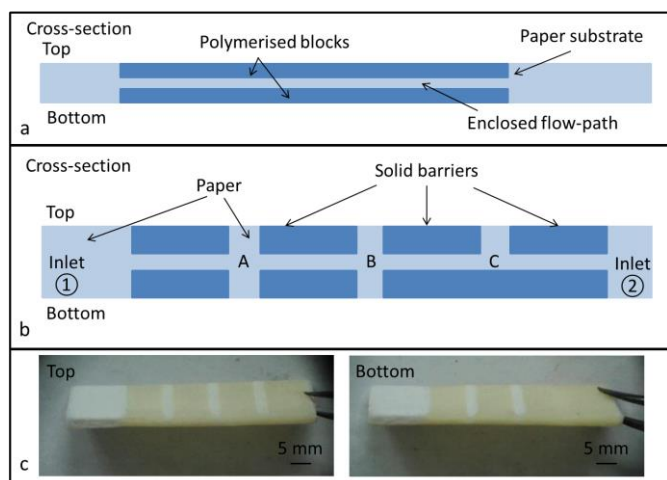 Cross-section
Top
Polymerised blocks
Paper substrate
Enclosed flow-path
Bottom
a
Cross-section
Paper
Solid barriers
Top
Inlet
1
A
B
C
Inlet
2
Bottom
b
Top
5 mm
Bottom
5 mm
c